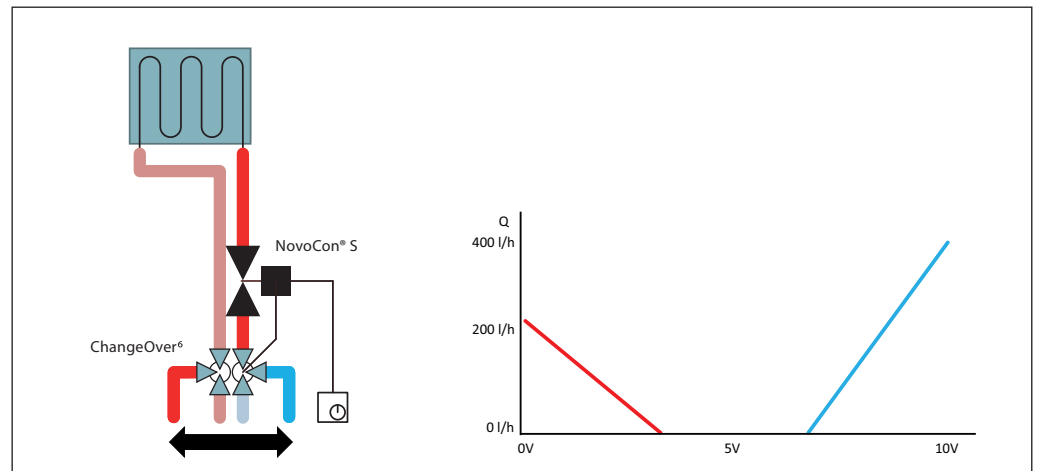 NovoCon® S
ChangeOver⁶
Q
400 l/h
200 l/h
0 l/h
0V 5V 10V